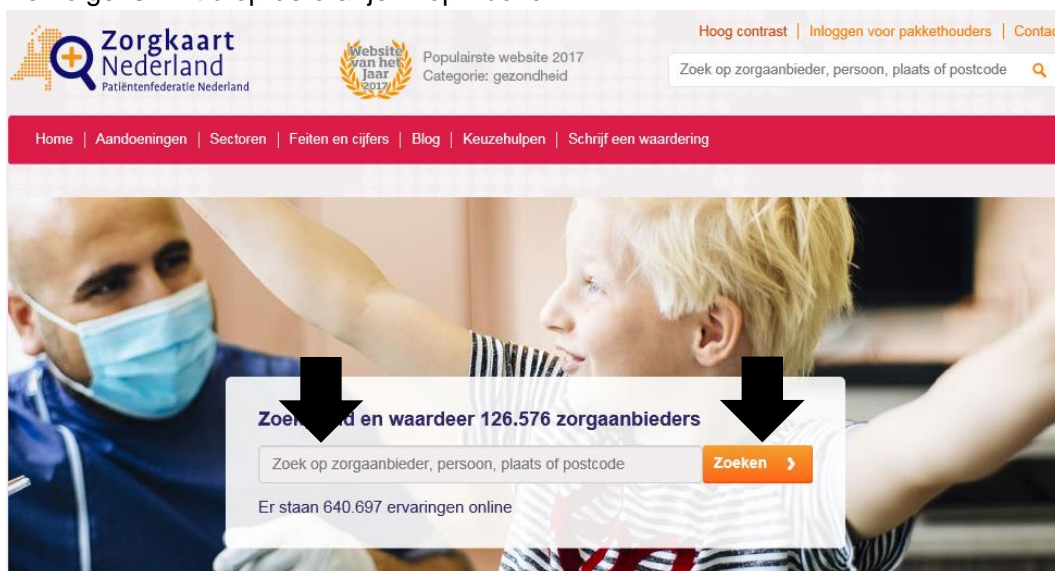 Zorgkaart
Nederland
Patiëntenfederatie Nederland
Website
van het
Jaar
2017
Populairste website 2017
Categorie: gezondheid
Hoog contrast | Inloggen voor pakkethouders |
Zoek op zorgaanbieder, persoon, plaats of postcode
Home | Aandoeningen | Sectoren | Feiten en cijfers | Blog | Keuzehulpen | Schrijf een waardering
en waardeer 126.576 zorgaanbieders
Zoek op zorgaanbieder, persoon, plaats of postcode
Zoeken
Er staan 640.697 ervaringen online